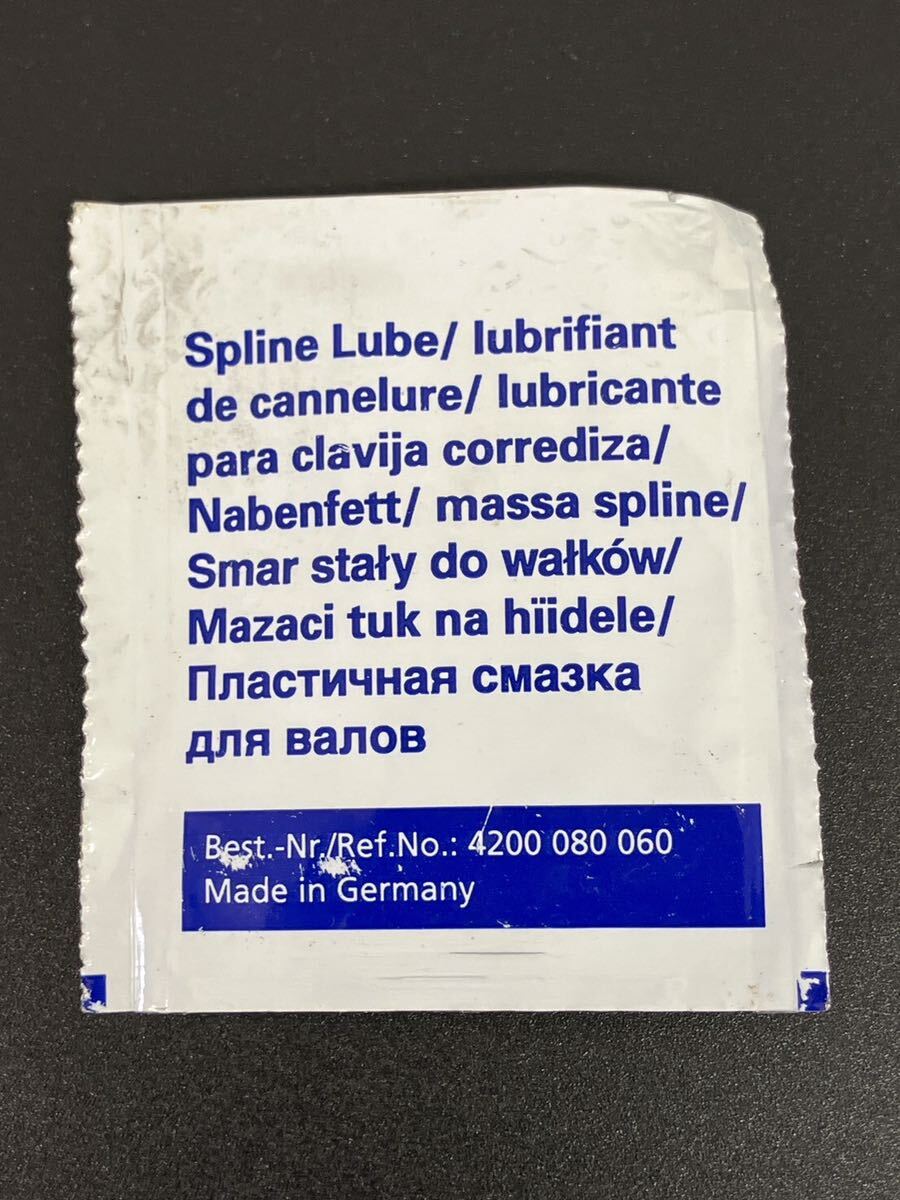 Spline Lube/ lubrifiant
de cannelure/ lubricante
para clavija corrediza/
Nabenfett/ massa spline/
Smar stały do wałków/
Mazaci tuk na hïidele/
Пластичная смазка
для валов
Best.-Nr./Ref.No.: 4200 080 060
Made in Germany